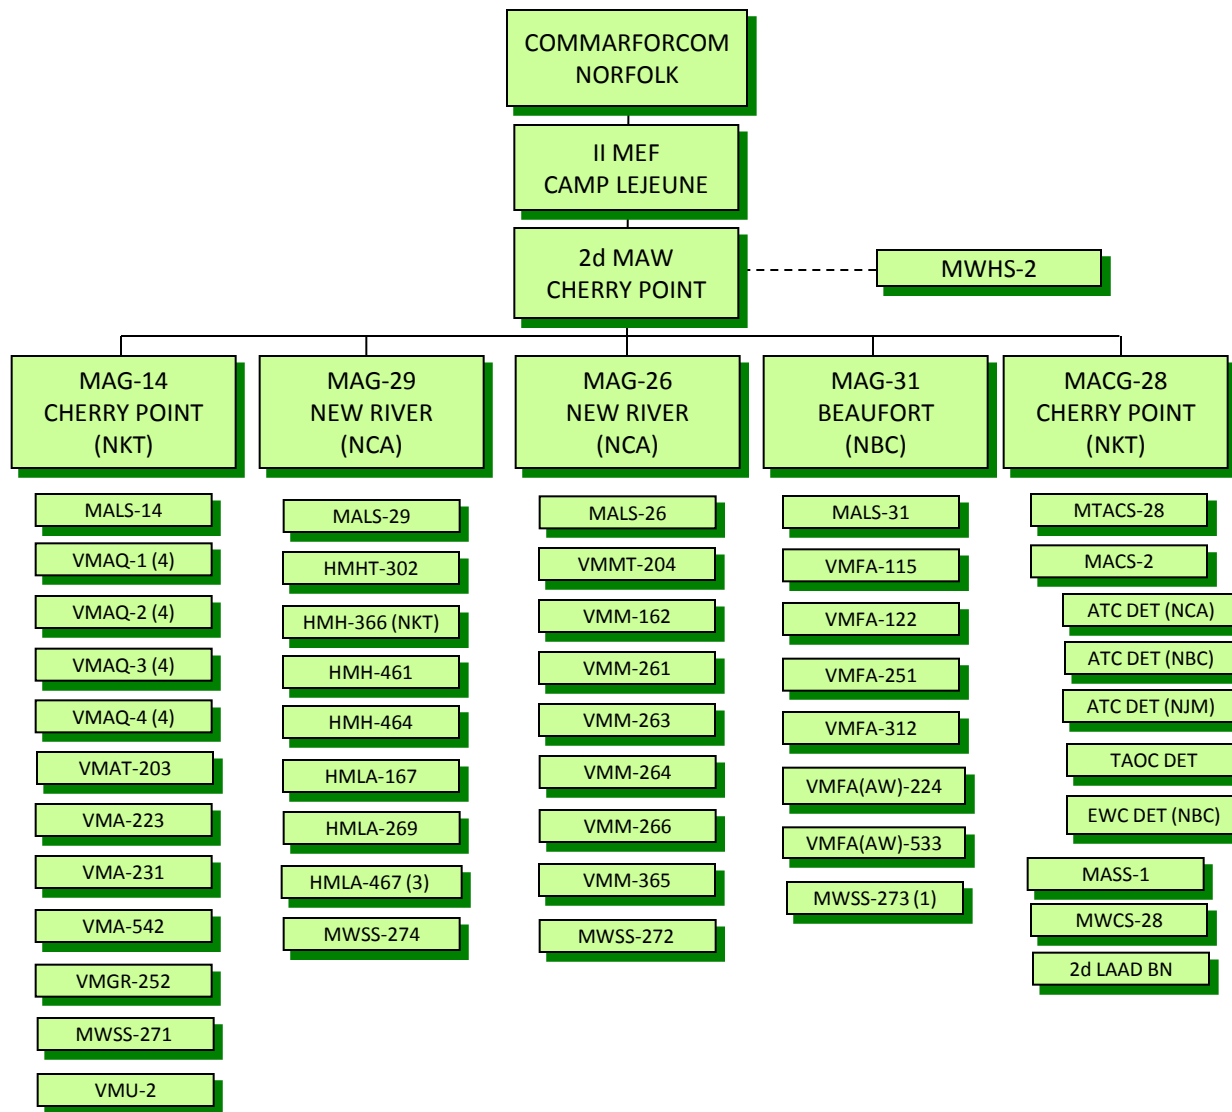 COMMARFORCOM
NORFOLK
II MEF
CAMP LEJEUNE
2d MAW
CHERRY POINT
MWHS-2
MAG-14
CHERRY POINT
(NKT)
MAG-29
NEW RIVER
(NCA)
MAG-26
NEW RIVER
(NCA)
MAG-31
BEAUFORT
(NBC)
MACG-28
CHERRY POINT
(NKT)
MALS-14
VMAQ-1 (4)
VMAQ-2 (4)
VMAQ-3 (4)
VMAQ-4 (4)
VMAT-203
VMA-223
VMA-231
VMA-542
VMGR-252
MWSS-271
VMU-2
MALS-29
HMHT-302
HMH-366 (NKT)
HMH-461
HMH-464
HMLA-167
HMLA-269
HMLA-467 (3)
MWSS-274
MALS-26
VMMT-204
VMM-162
VMM-261
VMM-263
VMM-264
VMM-266
VMM-365
MWSS-272
MALS-31
VMFA-115
VMFA-122
VMFA-251
VMFA-312
VMFA(AW)-224
VMFA(AW)-533
MWSS-273 (1)
MTACS-28
MACS-2
ATC DET (NCA)
ATC DET (NBC)
ATC DET (NJM)
TAOC DET
EWC DET (NBC)
MASS-1
MWCS-28
2d LAAD BN